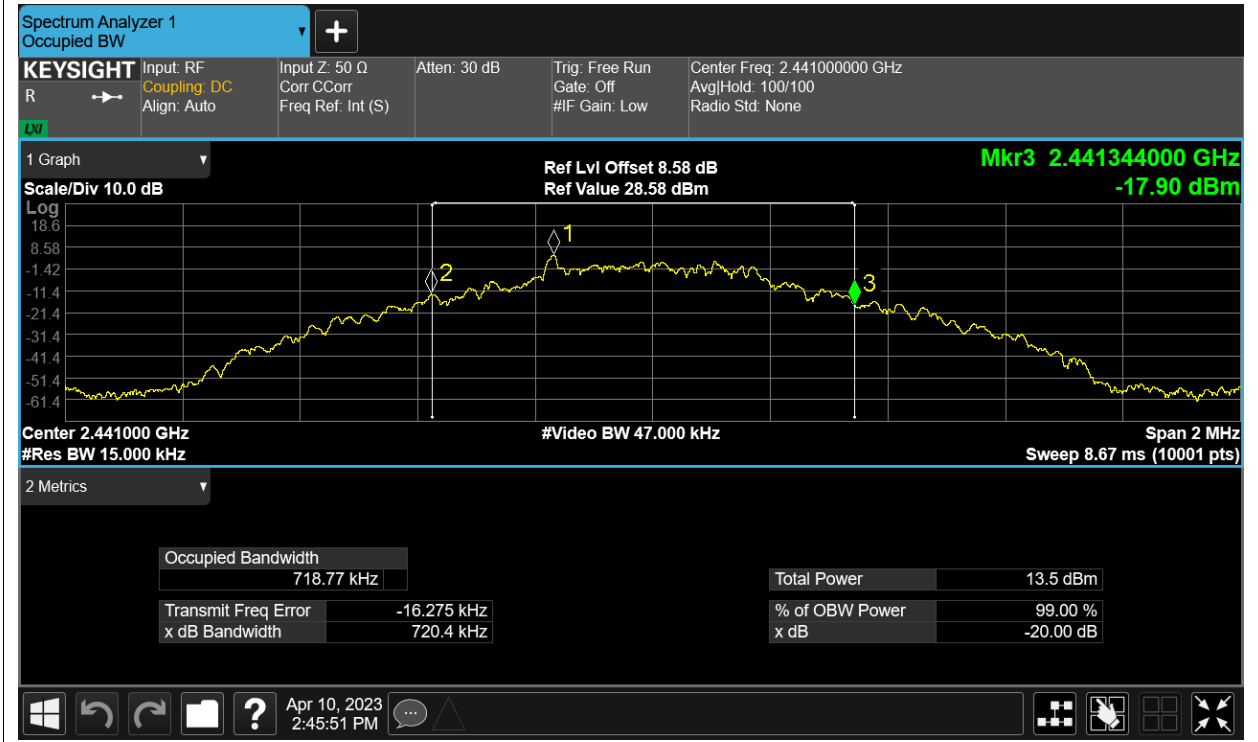 Spectrum Analyzer 1
Occupied BW
KEYSIGHT
R
LXI
Input: RF
Coupling: DC
Align: Auto
Input Z: 50 Ω
Corr CCorr
Freq Ref: Int (S)
Atten: 30 dB
Trig: Free Run
Gate: Off
#IF Gain: Low
Center Freq: 2.441000000 GHz
Avg|Hold: 100/100
Radio Std: None
1 Graph
Scale/Div 10.0 dB
Ref Lvl Offset 8.58 dB
Ref Value 28.58 dBm
Mkr3 2.441344000 GHz
-17.90 dBm
Log
18.6
8.58
-1.42
-11.4
-21.4
-31.4
-41.4
-51.4
-61.4
1
2
3
Center 2.441000 GHz
#Res BW 15.000 kHz
#Video BW 47.000 kHz
Span 2 MHz
Sweep 8.67 ms (10001 pts)
2 Metrics
Occupied Bandwidth
718.77 kHz
Transmit Freq Error -16.275 kHz
x dB Bandwidth 720.4 kHz
Total Power 13.5 dBm
% of OBW Power 99.00 %
x dB -20.00 dB
?
Apr 10, 2023
2:45:51 PM